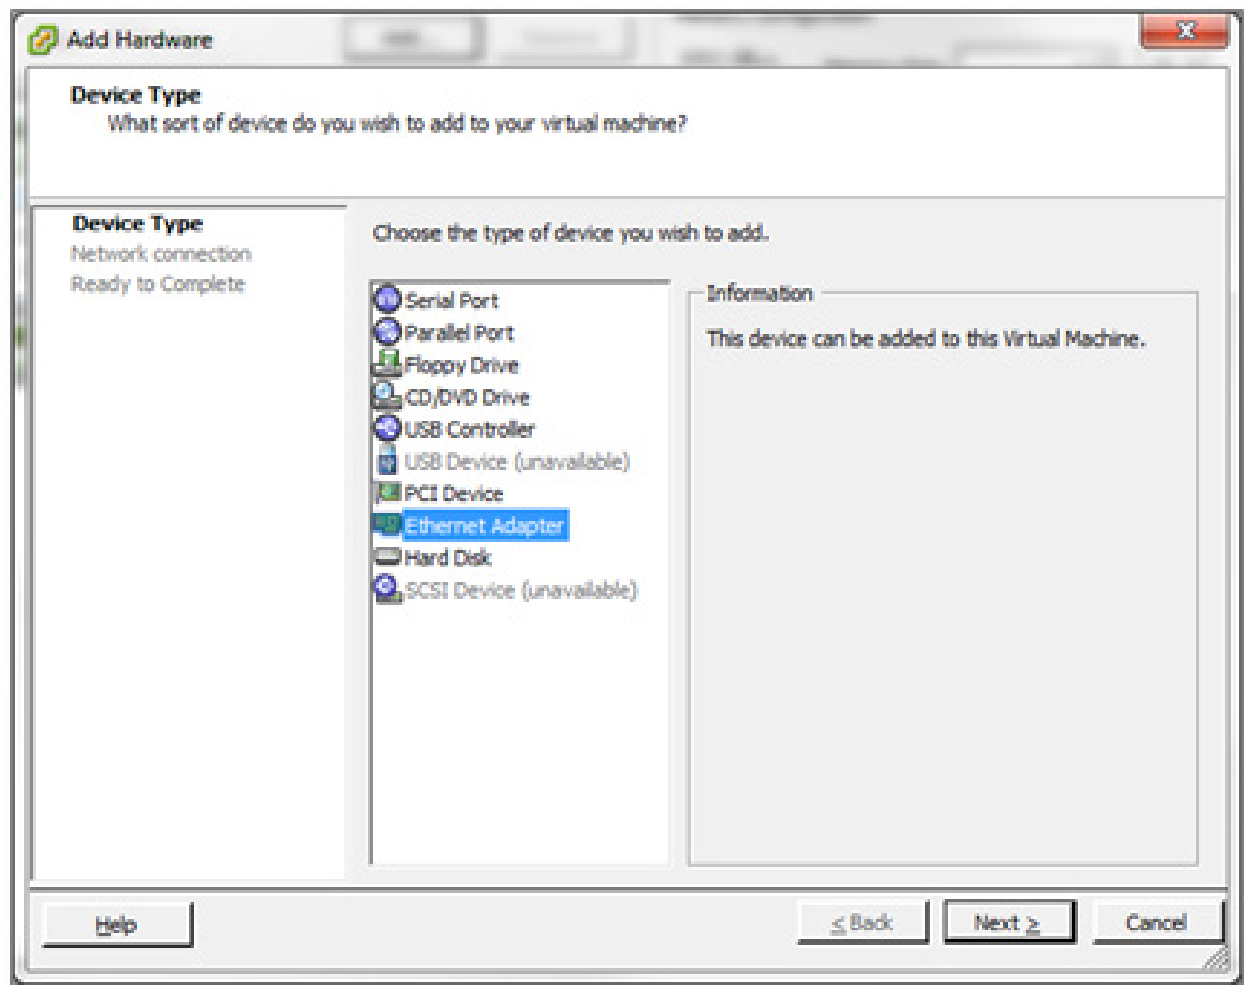 Add Hardware
Device Type
What sort of device do you wish to add to your virtual machine?
Device Type
Network connection
Ready to Complete
Choose the type of device you wish to add.
Serial Port
Parallel Port
Floppy Drive
CD/DVD Drive
USB Controller
USB Device (unavailable)
PCI Device
Ethernet Adapter
Hard Disk
SCSI Device (unavailable)
Information
This device can be added to this Virtual Machine.
Help
≤ Back
Next ≥
Cancel